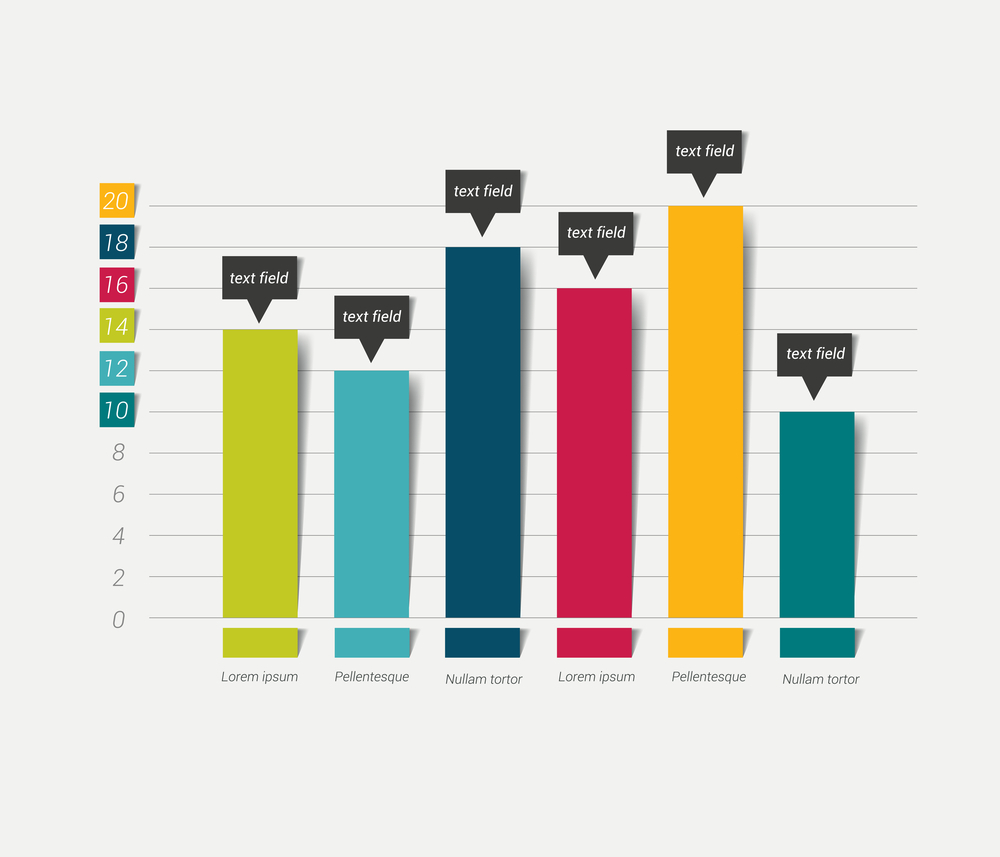 text field
text field
20
text field
text field
18
16
text field
text field
14
12
10
8
6
4
2
0
Lorem ipsum
Pellentesque
Nullam tortor
Lorem ipsum
Pellentesque
Nullam tortor